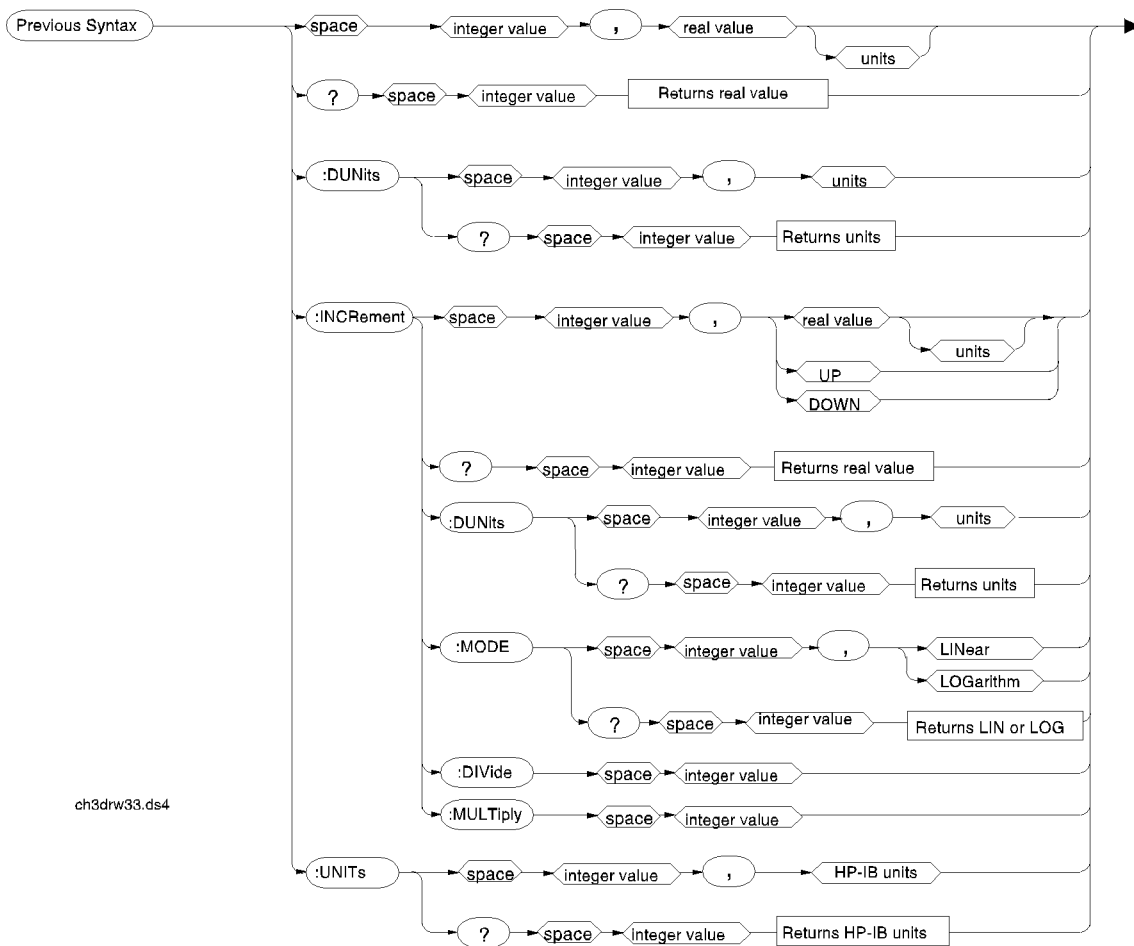 Previous Syntax space integer value , real value
units
? space integer value Returns real value
:DUNits space integer value , units
? space integer value Returns units
:INCRement space integer value , real value
units
UP
DOWN
? space integer value Returns real value
:DUNits space integer value , units
? space integer value Returns units
:MODE space integer value , LINear
LOGarithm
? space integer value Returns LIN or LOG
:DIVide space integer value
ch3drw33.ds4
:MULTiply space integer value
:UNITs space integer value , HP-IB units
? space integer value Returns HP-IB units